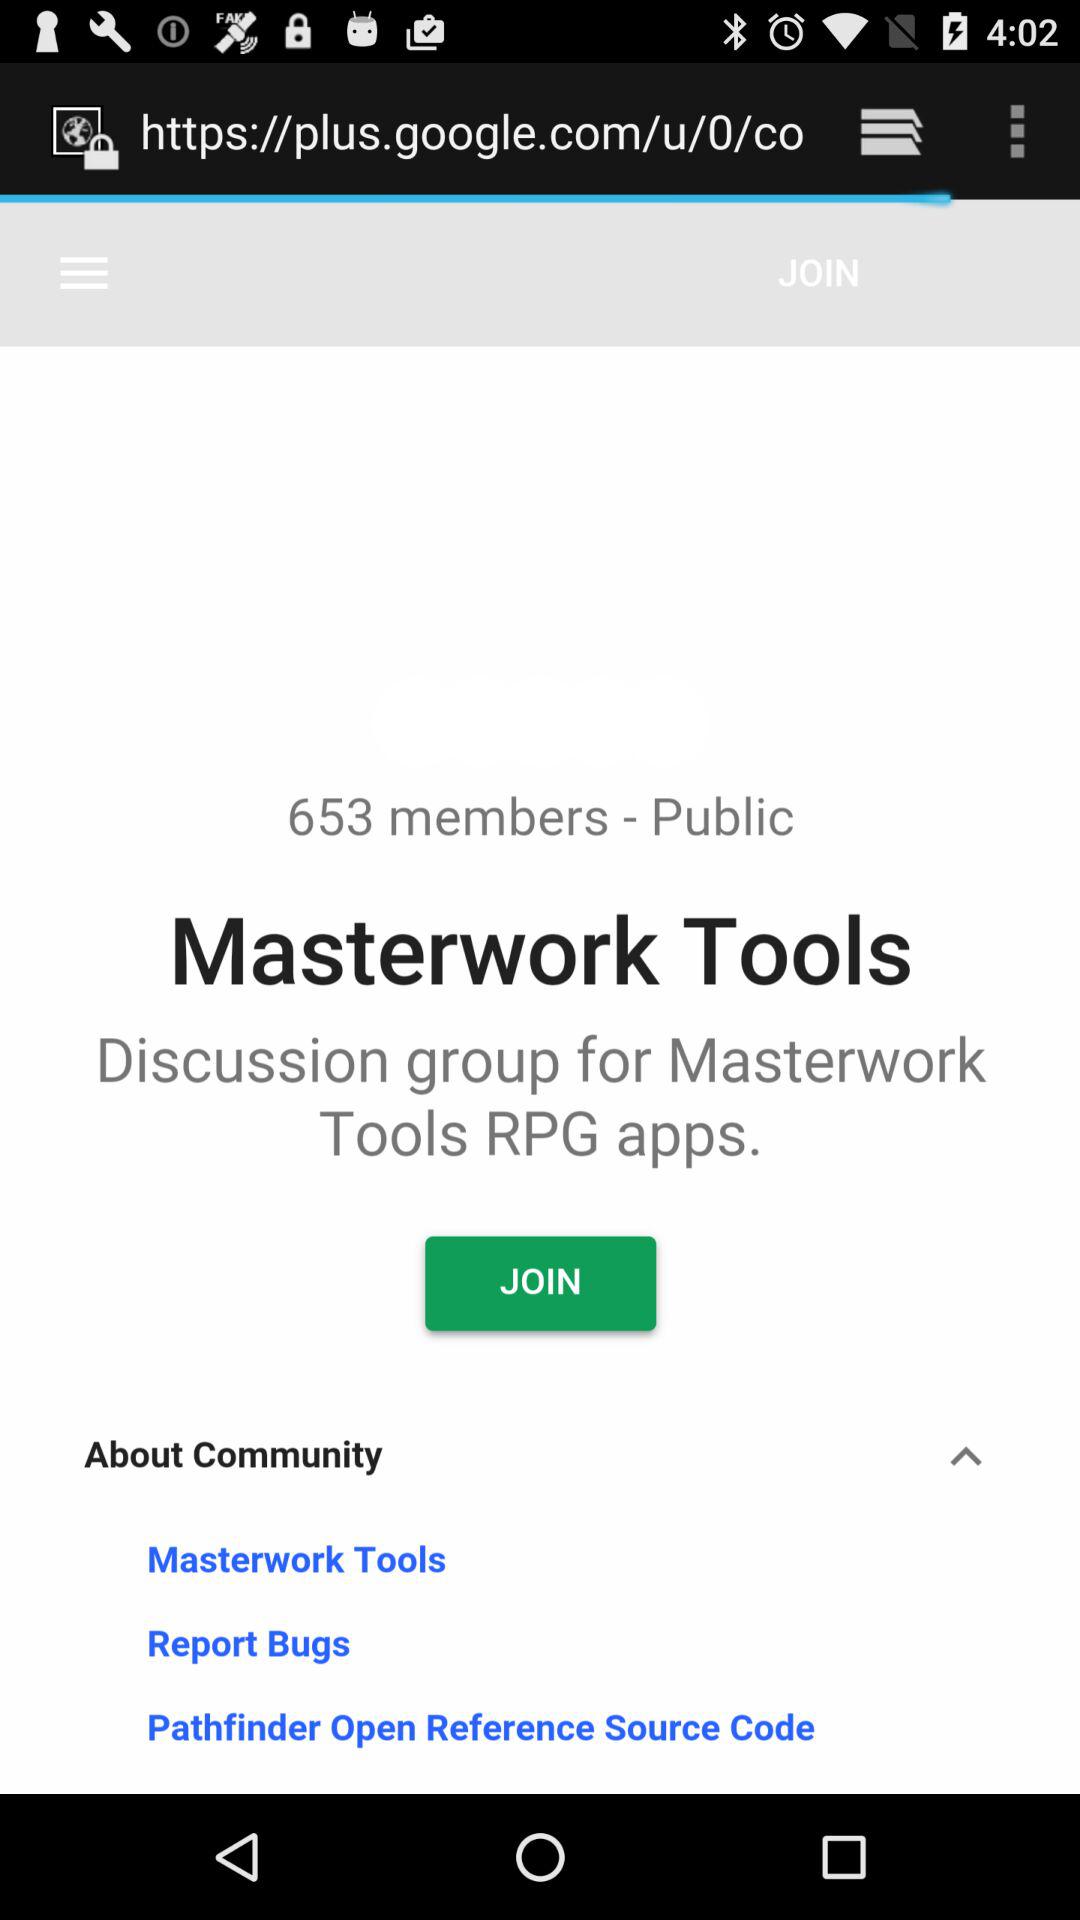 FAKE
4:02
https://plus.google.com/u/0/co
JOIN
653 members - Public
Masterwork Tools
Discussion group for Masterwork
Tools RPG apps.
JOIN
About Community
Masterwork Tools
Report Bugs
Pathfinder Open Reference Source Code